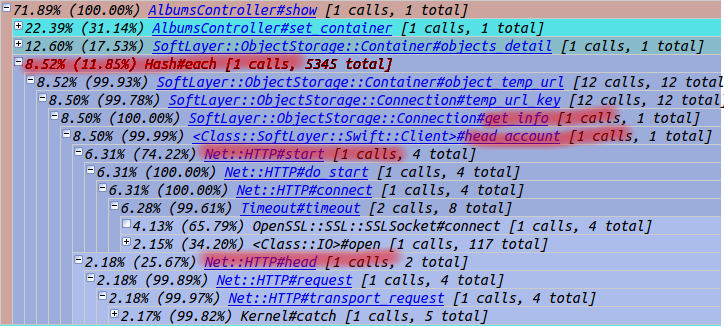 71.89% (100.00%) AlbumsController#show [1 calls, 1 total]
22.39% (31.14%) AlbumsController#set_container [1 calls, 1 total]
12.60% (17.53%) SoftLayer::ObjectStorage::Container#objects_detail [1 calls, 1 total]
8.52% (11.85%) Hash#each [1 calls, 5345 total]
8.52% (99.93%) SoftLayer::ObjectStorage::Container#object_temp_url [12 calls, 12 total]
8.50% (99.78%) SoftLayer::ObjectStorage::Connection#temp_url_key [12 calls, 12 total]
8.50% (100.00%) SoftLayer::ObjectStorage::Connection#get_info [1 calls, 1 total]
8.50% (99.99%) <Class::SoftLayer::Swift::Client>#head_account [1 calls, 1 total]
6.31% (74.22%) Net::HTTP#start [1 calls, 4 total]
6.31% (100.00%) Net::HTTP#do_start [1 calls, 4 total]
6.31% (100.00%) Net::HTTP#connect [1 calls, 4 total]
6.28% (99.61%) Timeout#timeout [2 calls, 8 total]
4.13% (65.79%) OpenSSL::SSL::SSLSocket#connect [1 calls, 4 total]
2.15% (34.20%) <Class::IO>#open [1 calls, 117 total]
2.18% (25.67%) Net::HTTP#head [1 calls, 2 total]
2.18% (99.89%) Net::HTTP#request [1 calls, 4 total]
2.18% (99.97%) Net::HTTP#transport_request [1 calls, 4 total]
2.17% (99.82%) Kernel#catch [1 calls, 5 total]